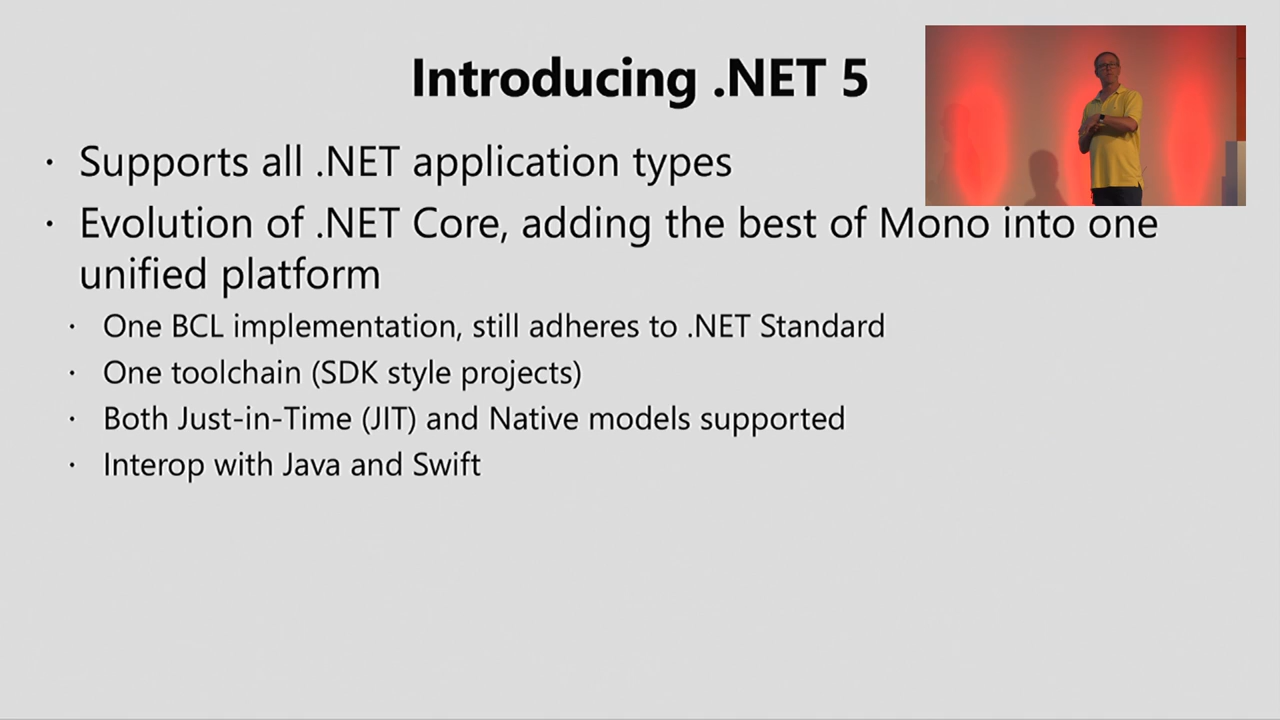 Introducing .NET 5
· Supports all .NET application types
· Evolution of .NET Core, adding the best of Mono into one
unified platform
· One BCL implementation, still adheres to .NET Standard
· One toolchain (SDK style projects)
· Both Just-in-Time (JIT) and Native models supported
· Interop with Java and Swift